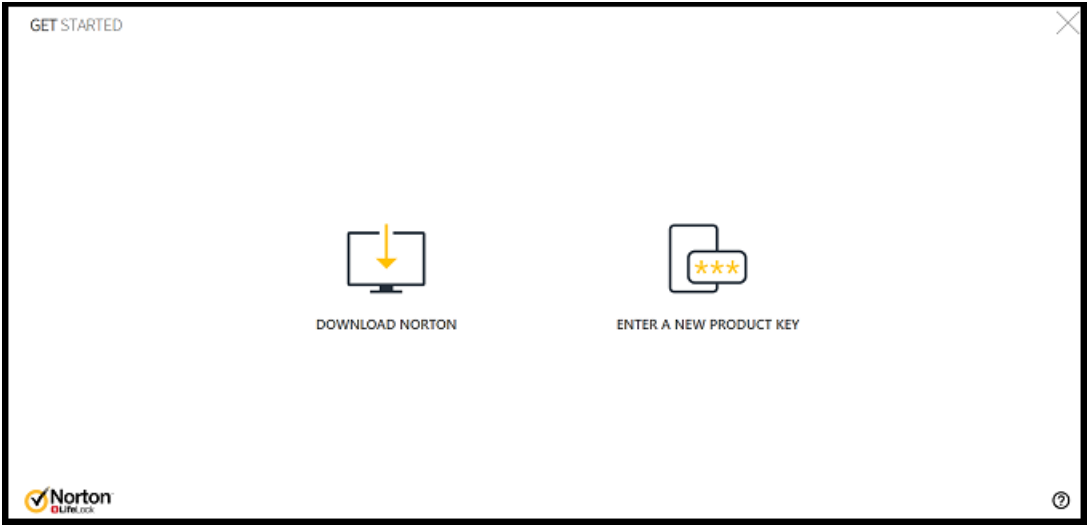 GET STARTED
***
DOWNLOAD NORTON
ENTER A NEW PRODUCT KEY
Norton
LifeLock
?